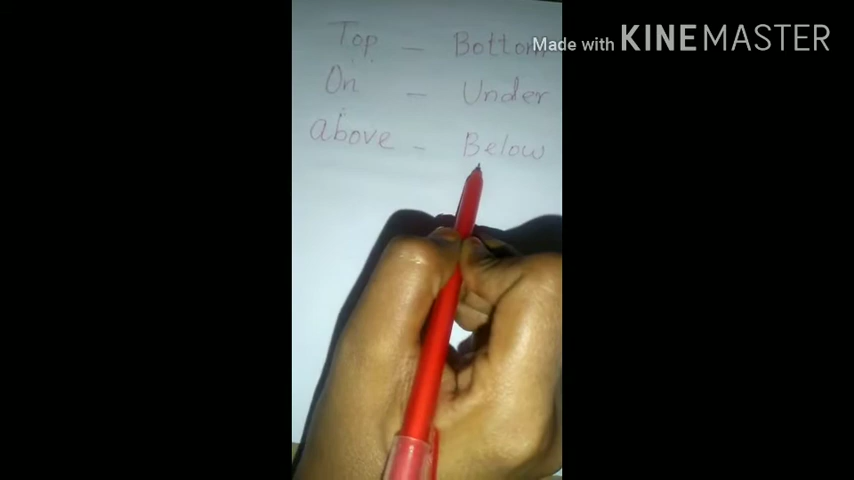 Top - Bottom
Made with KINEMASTER
On - Under
above - Below